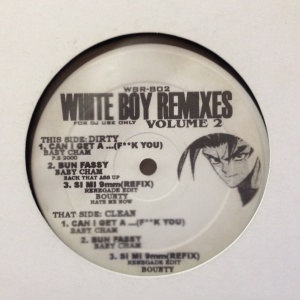 WBR-BD2
WHITE BOY REMIXES
FOR DJ USE ONLY
VOLUME 2
THIS SIDE: DIRTY
1. CAN I GET A ...(F**K YOU)
BABY CHAM
P.E 2000
2. BUN FASSY
BABY CHAM
BACK THAT ASS UP
3. SI MI 9mm(REFIX)
RENEGADE EDIT
BOUNTY
HATE ME NOW
THAT SIDE: CLEAN
1. CAN I GET A ...(F**K YOU)
BABY CHAM
2. BUN FASSY
BABY CHAM
3. SI MI 9mm(REFIX)
RENEGADE EDIT
BOUNTY